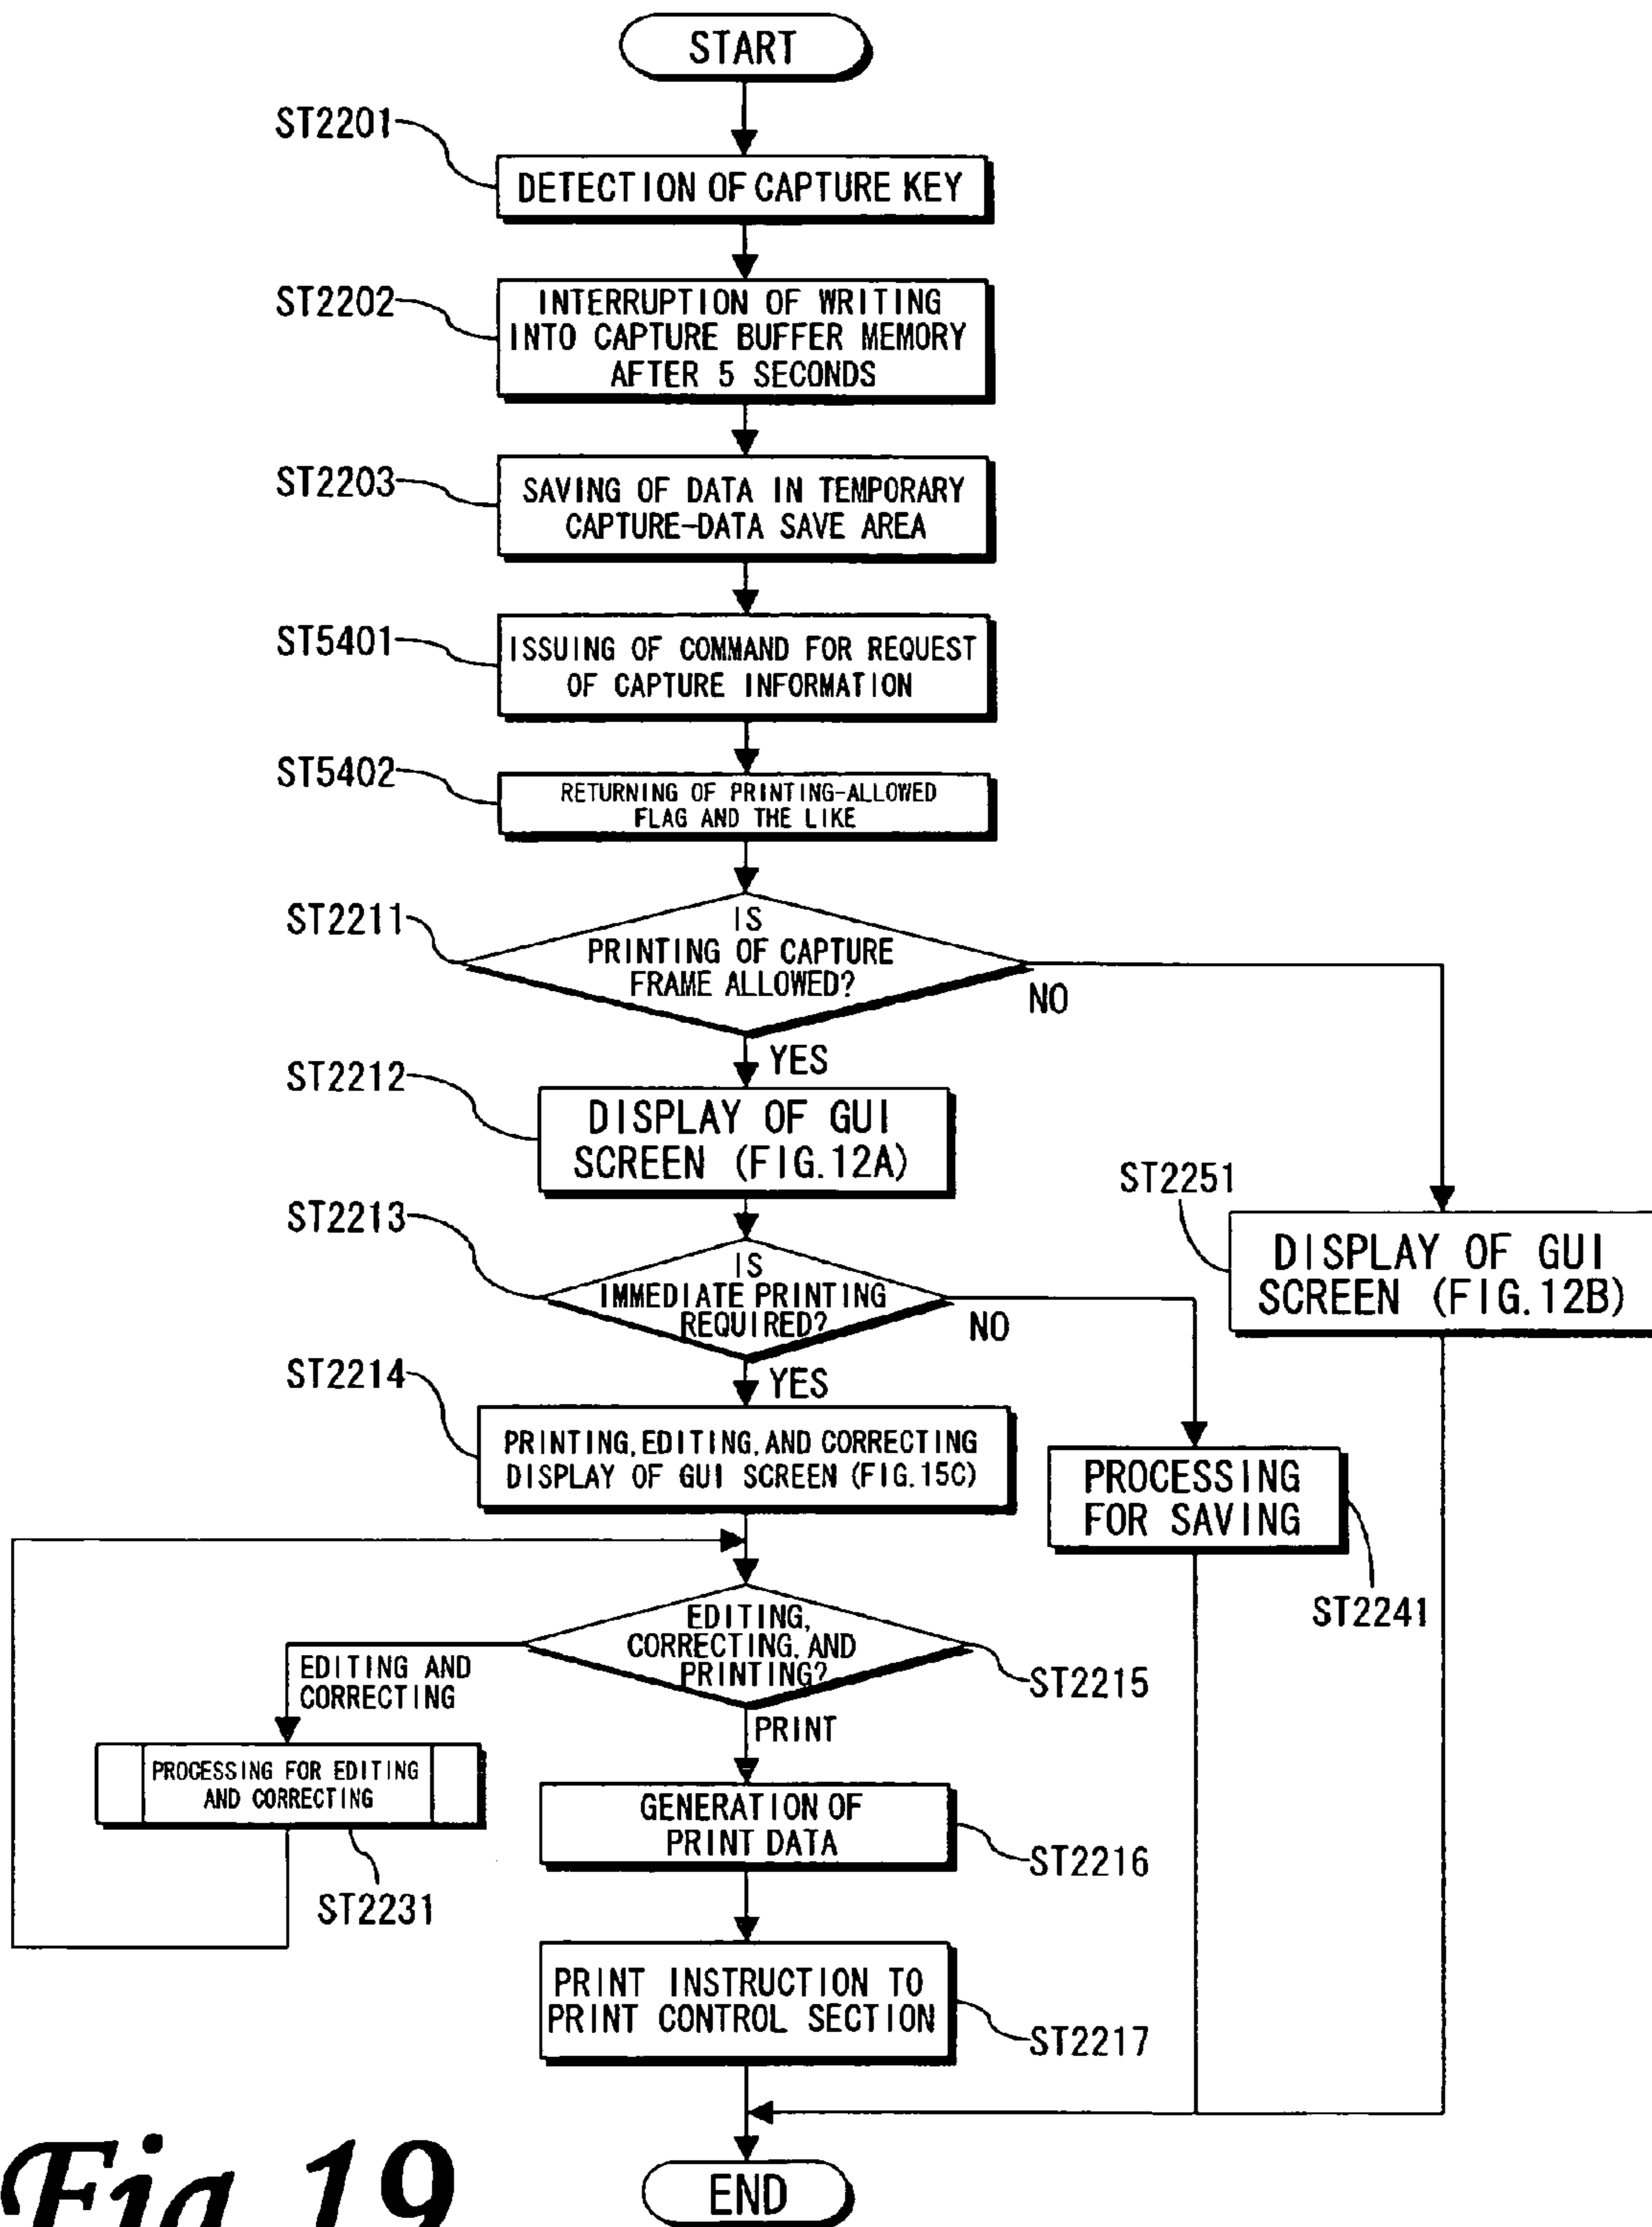 START
ST2201
DETECTION OF CAPTURE KEY
ST2202
INTERRUPTION OF WRITING
INTO CAPTURE BUFFER MEMORY
AFTER 5 SECONDS
ST2203
SAVING OF DATA IN TEMPORARY
CAPTURE-DATA SAVE AREA
ST5401
ISSUING OF COMMAND FOR REQUEST
OF CAPTURE INFORMATION
ST5402
RETURNING OF PRINTING-ALLOWED
FLAG AND THE LIKE
ST2211
IS
PRINTING OF CAPTURE
FRAME ALLOWED?
NO
YES
ST2212
DISPLAY OF GUI
SCREEN (FIG.12A)
ST2251
DISPLAY OF GUI
SCREEN (FIG.12B)
ST2213
IS
IMMEDIATE PRINTING
REQUIRED?
NO
YES
ST2214
PRINTING, EDITING, AND CORRECTING
DISPLAY OF GUI SCREEN (FIG.15C)
PROCESSING
FOR SAVING
ST2241
EDITING,
CORRECTING, AND
PRINTING?
ST2215
EDITING AND
CORRECTING
PRINT
PROCESSING FOR EDITING
AND CORRECTING
ST2231
GENERATION OF
PRINT DATA
ST2216
PRINT INSTRUCTION TO
PRINT CONTROL SECTION
ST2217
END
Fig.19